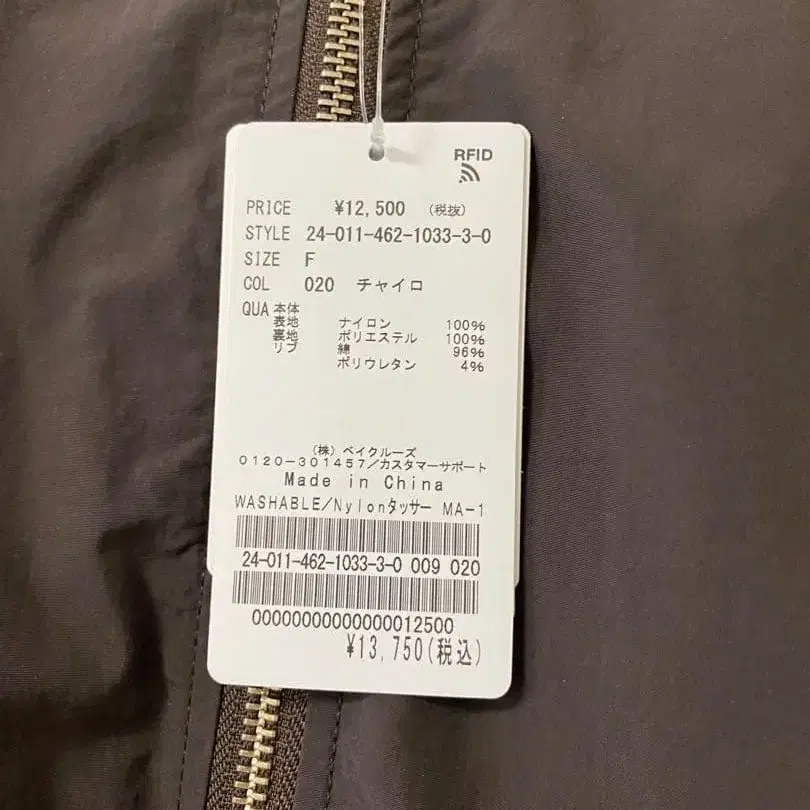 RFID
PRICE ¥12,500 (税抜)
STYLE 24-011-462-1033-3-0
SIZE F
COL 020 チャイロ
QUA 本体
表地 ナイロン 100%
裏地 ポリエステル 100%
リブ 綿 96%
ポリウレタン 4%
(株) ベイクルーズ
0120-301457/カスタマーサポート
Made in China
WASHABLE/Nylonタッサー MA-1
24-011-462-1033-3-0 009 020
00000000000000012500
¥13,750(税込)